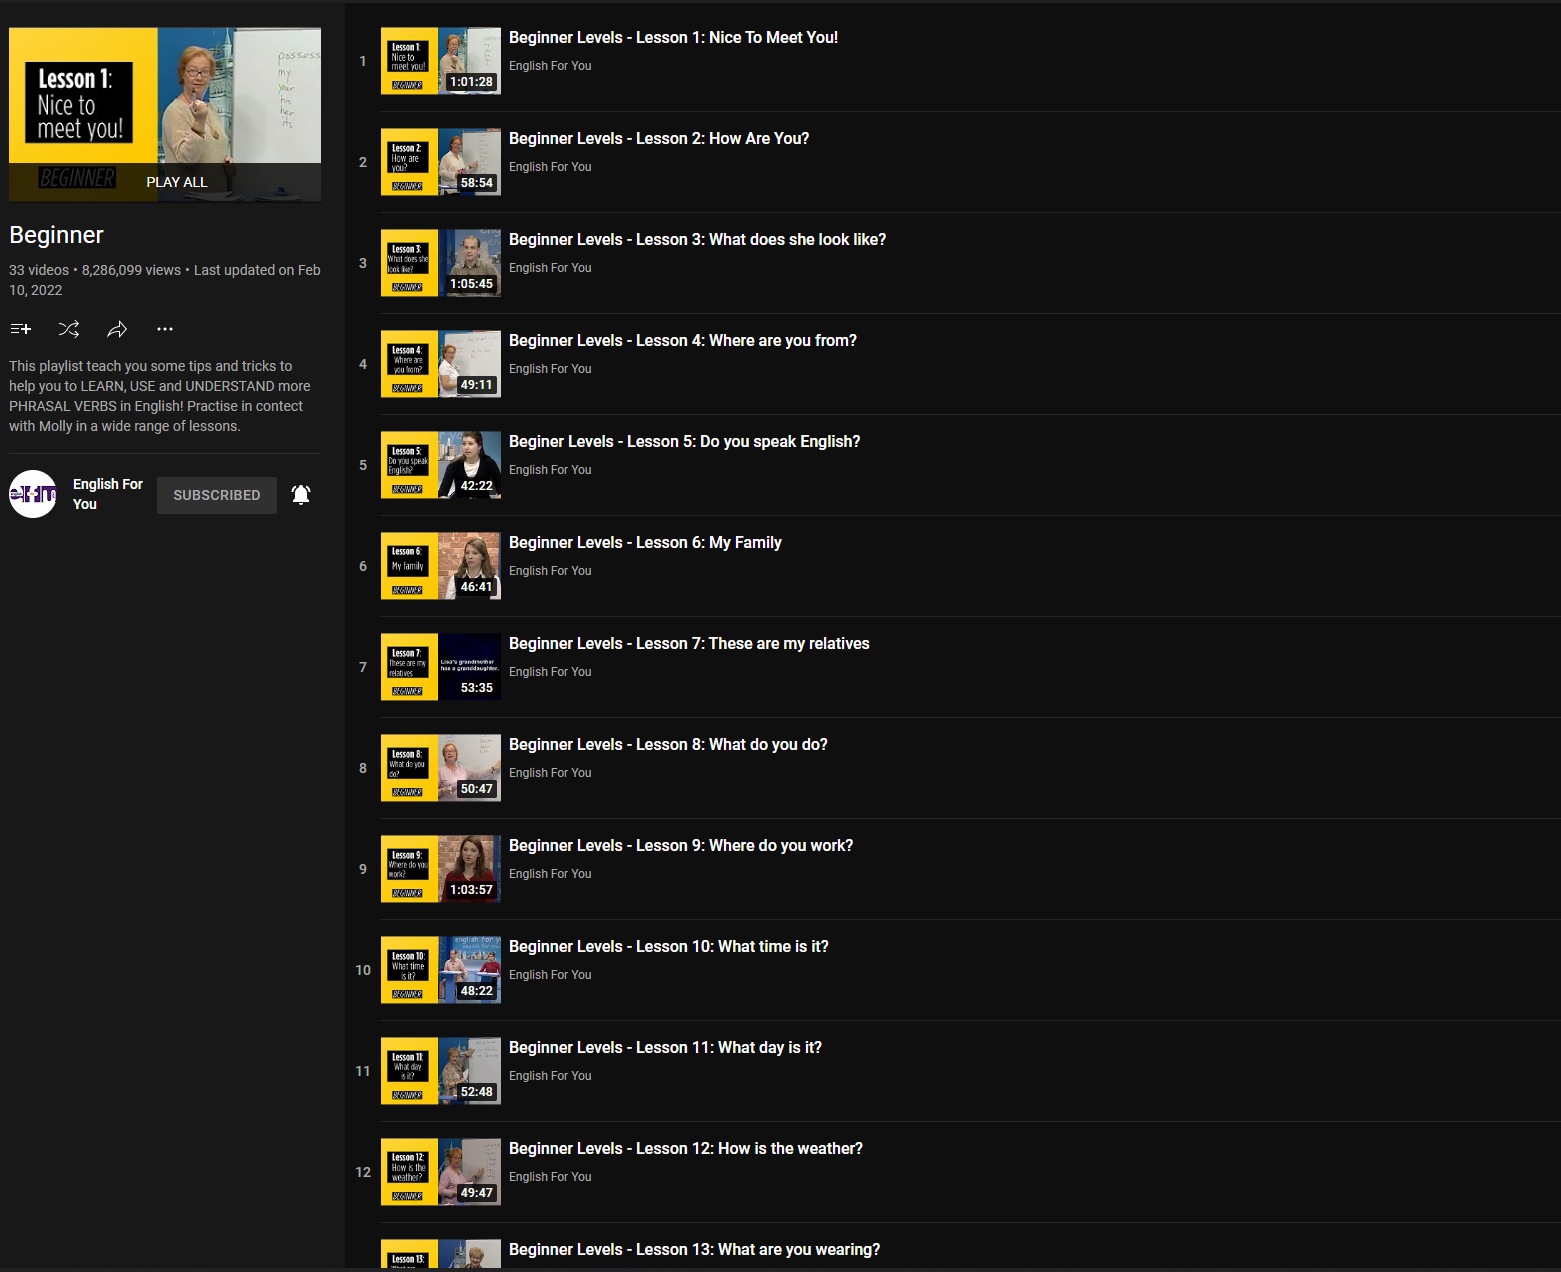 Lesson 1:
Nice to
meet you!
BEGINNER
possess
my
your
his
her
its
PLAY ALL
Beginner
33 videos • 8,286,099 views • Last updated on Feb
10, 2022
This playlist teach you some tips and tricks to
help you to LEARN, USE and UNDERSTAND more
PHRASAL VERBS in English! Practise in contect
with Molly in a wide range of lessons.
English For
You
SUBSCRIBED
1
Lesson 1:
Nice to
meet you!
BEGINNER
1:01:28
Beginner Levels - Lesson 1: Nice To Meet You!
English For You
2
Lesson 2:
How are
you?
BEGINNER
58:54
Beginner Levels - Lesson 2: How Are You?
English For You
3
Lesson 3:
What does she
look like?
BEGINNER
1:05:45
Beginner Levels - Lesson 3: What does she look like?
English For You
4
Lesson 4:
Where are
you from?
BEGINNER
49:11
Beginner Levels - Lesson 4: Where are you from?
English For You
5
Lesson 5:
Do you speak
English?
BEGINNER
42:22
Beginer Levels - Lesson 5: Do you speak English?
English For You
6
Lesson 6:
My family
BEGINNER
46:41
Beginner Levels - Lesson 6: My Family
English For You
7
Lesson 7:
These are my
relatives
BEGINNER
Lisa's grandmother
has a granddaughter.
53:35
Beginner Levels - Lesson 7: These are my relatives
English For You
8
Lesson 8:
What do you
do?
BEGINNER
50:47
Beginner Levels - Lesson 8: What do you do?
English For You
9
Lesson 9:
Where do you
work?
BEGINNER
1:03:57
Beginner Levels - Lesson 9: Where do you work?
English For You
10
Lesson 10:
What time
is it?
BEGINNER
english for y
48:22
Beginner Levels - Lesson 10: What time is it?
English For You
11
Lesson 11:
What day
is it?
BEGINNER
52:48
Beginner Levels - Lesson 11: What day is it?
English For You
12
Lesson 12:
How is the
weather?
BEGINNER
49:47
Beginner Levels - Lesson 12: How is the weather?
English For You
Lesson 13:
Beginner Levels - Lesson 13: What are you wearing?